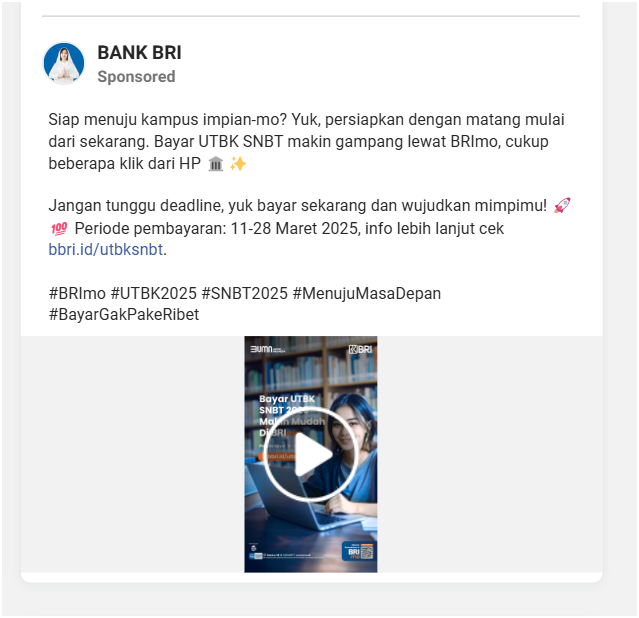 BANK BRI
Sponsored
Siap menuju kampus impian-mo? Yuk, persiapkan dengan matang mulai
dari sekarang. Bayar UTBK SNBT makin gampang lewat BRImo, cukup
beberapa klik dari HP 🏛️ ✨
Jangan tunggu deadline, yuk bayar sekarang dan wujudkan mimpimu! 🚀
💯 Periode pembayaran: 11-28 Maret 2025, info lebih lanjut cek
bbri.id/utbksnbt.
#BRImo #UTBK2025 #SNBT2025 #MenujuMasaDepan
#BayarGakPakeRibet
BUMN
BRI
Bayar UTBK
SNBT
Makin Mudah
Di BRI
BRI